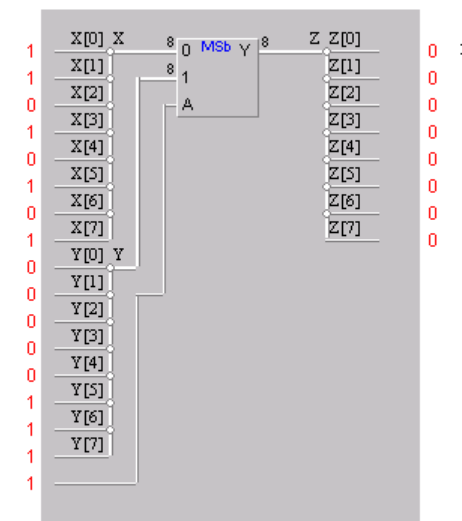 X[0] X 8 0 MSb Y 8 Z Z[0]
1 0
X[1] 8 1 Z[1]
1 0
X[2] A Z[2]
0 0
X[3] Z[3]
1 0
X[4] Z[4]
0 0
X[5] Z[5]
1 0
X[6] Z[6]
0 0
X[7] Z[7]
1 0
Y[0] Y
0
Y[1]
0
Y[2]
0
Y[3]
0
Y[4]
0
Y[5]
1
Y[6]
1
Y[7]
1
1